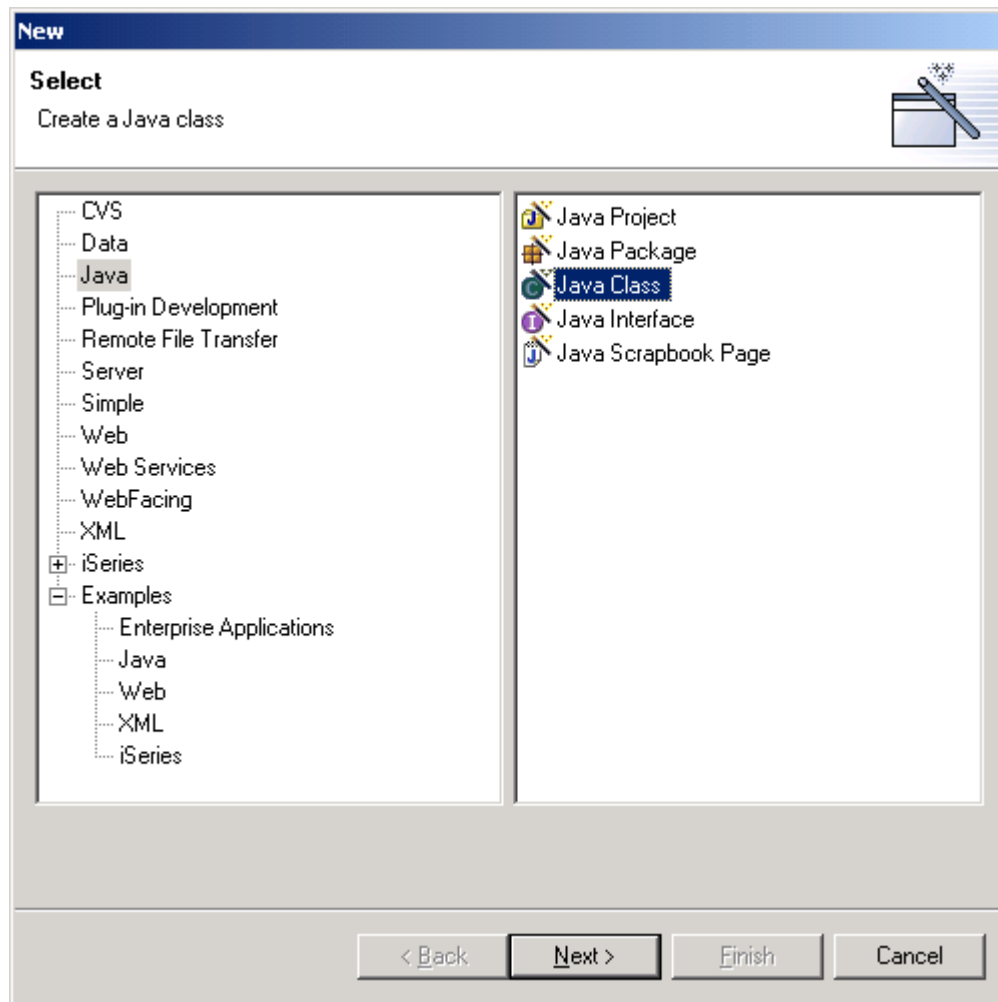 New
Select
Create a Java class
CVS
Data
Java
Plug-in Development
Remote File Transfer
Server
Simple
Web
Web Services
WebFacing
XML
iSeries
Examples
Enterprise Applications
Java
Web
XML
iSeries
Java Project
Java Package
Java Class
Java Interface
Java Scrapbook Page
< Back
Next >
Finish
Cancel